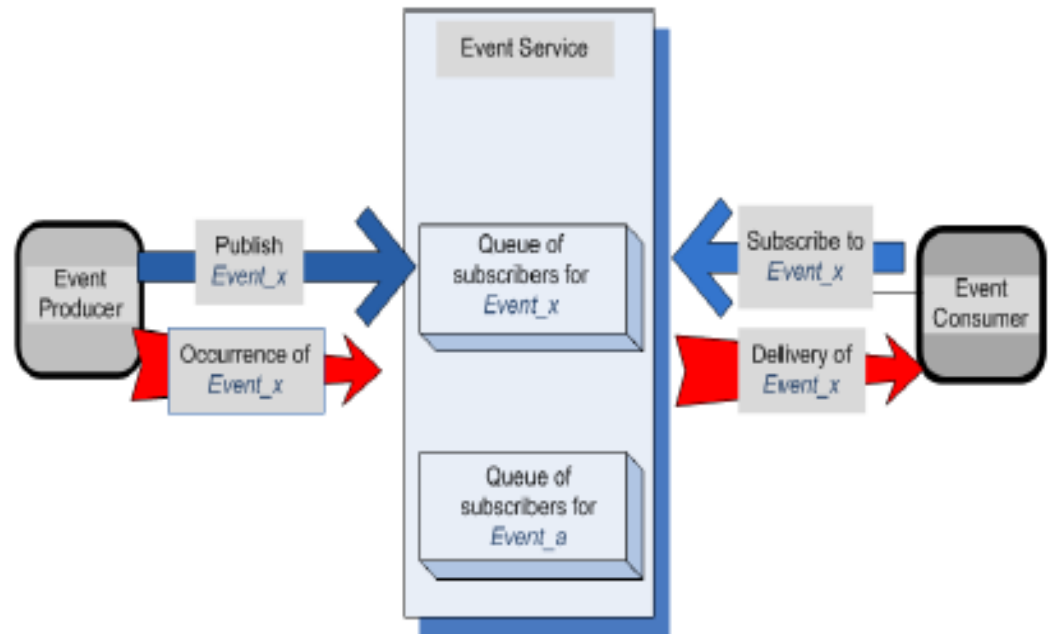 Event Service
Publish
Event_x
Queue of
subscribers for
Event_x
Subscribe to
Event_x
Event
Producer
Event
Consumer
Occurrence of
Event_x
Dellivery of
Event_x
Queue of
subscribers for
Event_a